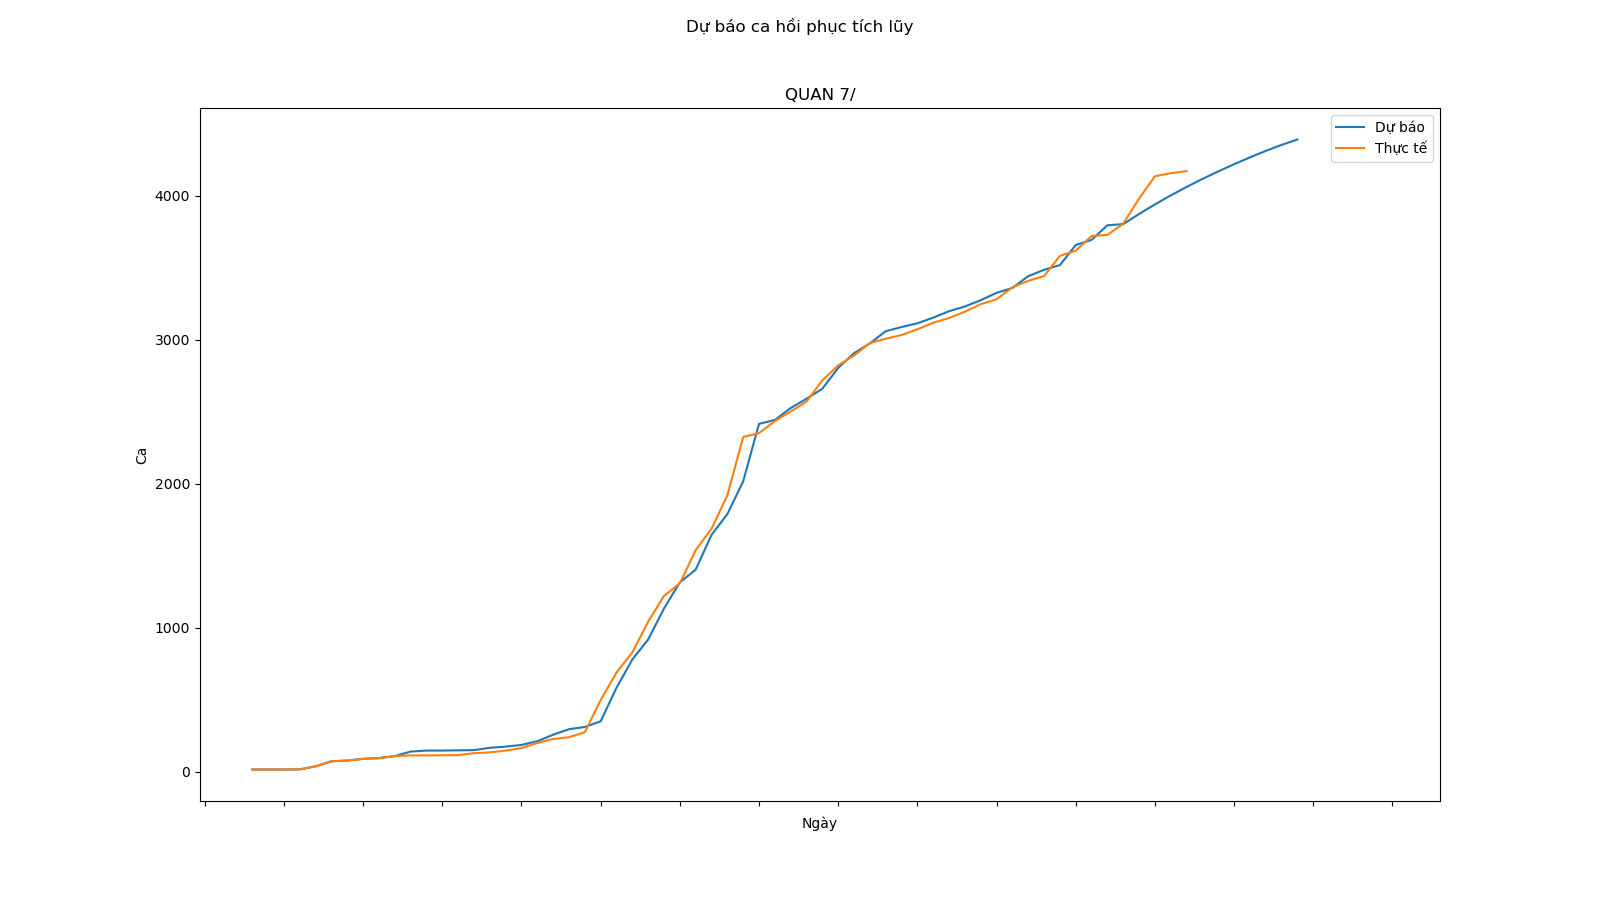 Dự báo ca hồi phục tích lũy
QUAN 7/
Dự báo
Thực tế
4000
3000
2000
1000
0
Ca
Ngày